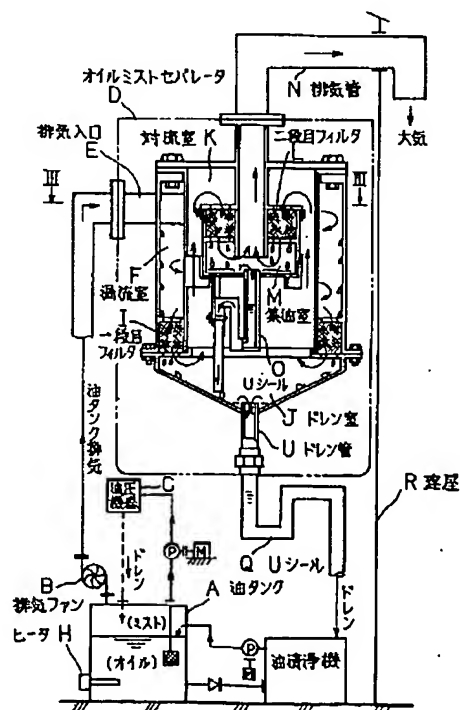 N 排気管
オイルミストセパレータ
D
大気
排気入口
E
対流室 K
二段目フィルタ
L
III
III
F
渦流室
M
集油室
I
一段目
フィルタ
O
Uシール
J ドレン室
U ドレン管
油タンク排気
R 建屋
油圧
機器
C
Q Uシール
ドレン
P
M
B
排気ファン
A 油タンク
ドレン
(ミスト)
ヒータ H
(オイル)
P
M
油清浄機